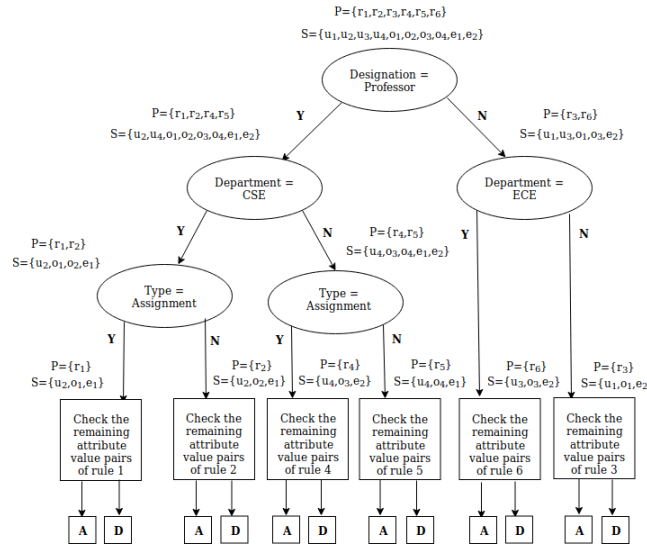 P={r₁,r₂,r₃,r₄,r₅,r₆}
S={u₁,u₂,u₃,u₄,o₁,o₂,o₃,o₄,e₁,e₂}
Designation =
Professor
P={r₁,r₂,r₄,r₅}
S={u₂,u₄,o₁,o₂,o₃,o₄,e₁,e₂}
Y
N
P={r₃,r₆}
S={u₁,u₃,o₁,o₃,e₂}
Department =
CSE
Department =
ECE
P={r₁,r₂}
S={u₂,o₁,o₂,e₁}
Y
N
P={r₄,r₅}
S={u₄,o₃,o₄,e₁,e₂}
Y
N
Type =
Assignment
Type =
Assignment
Y
N
Y
N
P={r₁}
S={u₂,o₁,e₁}
P={r₂}
S={u₂,o₂,e₁}
P={r₄}
S={u₄,o₃,e₂}
P={r₅}
S={u₄,o₄,e₁}
P={r₆}
S={u₃,o₃,e₂}
P={r₃}
S={u₁,o₁,e₂
Check the
remaining
attribute
value pairs
of rule 1
Check the
remaining
attribute
value pairs
of rule 2
Check the
remaining
attribute
value pairs
of rule 4
Check the
remaining
attribute
value pairs
of rule 5
Check the
remaining
attribute
value pairs
of rule 6
Check the
remaining
attribute
value pairs
of rule 3
A
D
A
D
A
D
A
D
A
D
A
D